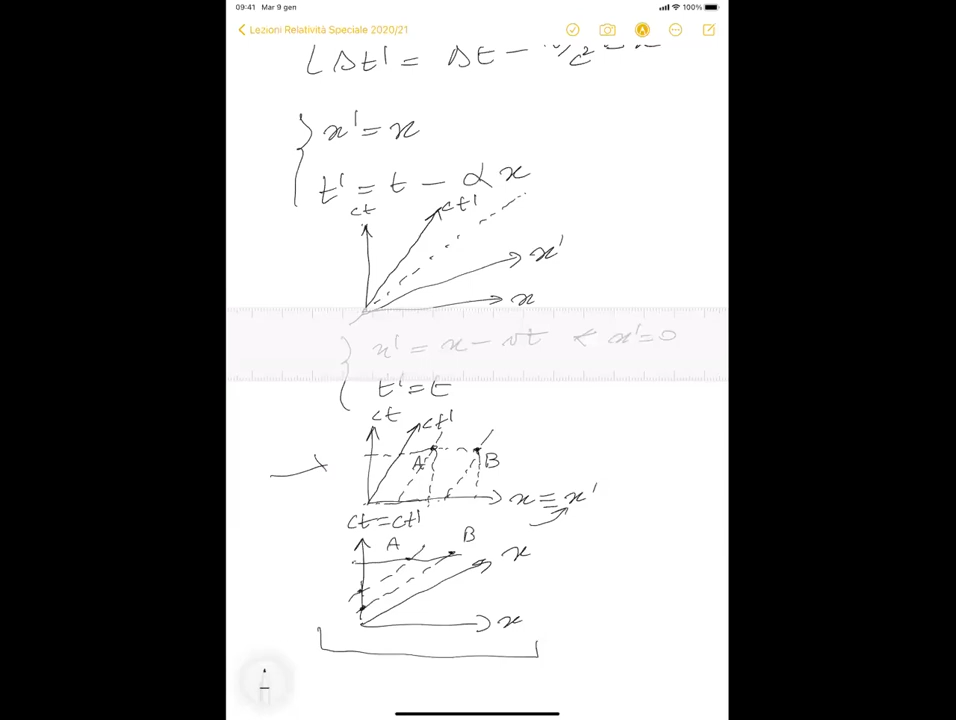 09:41 Mar 9 gen 100%
Lezioni Relatività Speciale 2020/21
Δt' = Δt -
x' = x
t' = t - αx
ct ct'
x'
x
x' = x - vt ← x' = 0
t' = t
ct ct'
A B
x ≡ x'
ct = ct'
A B
x
x